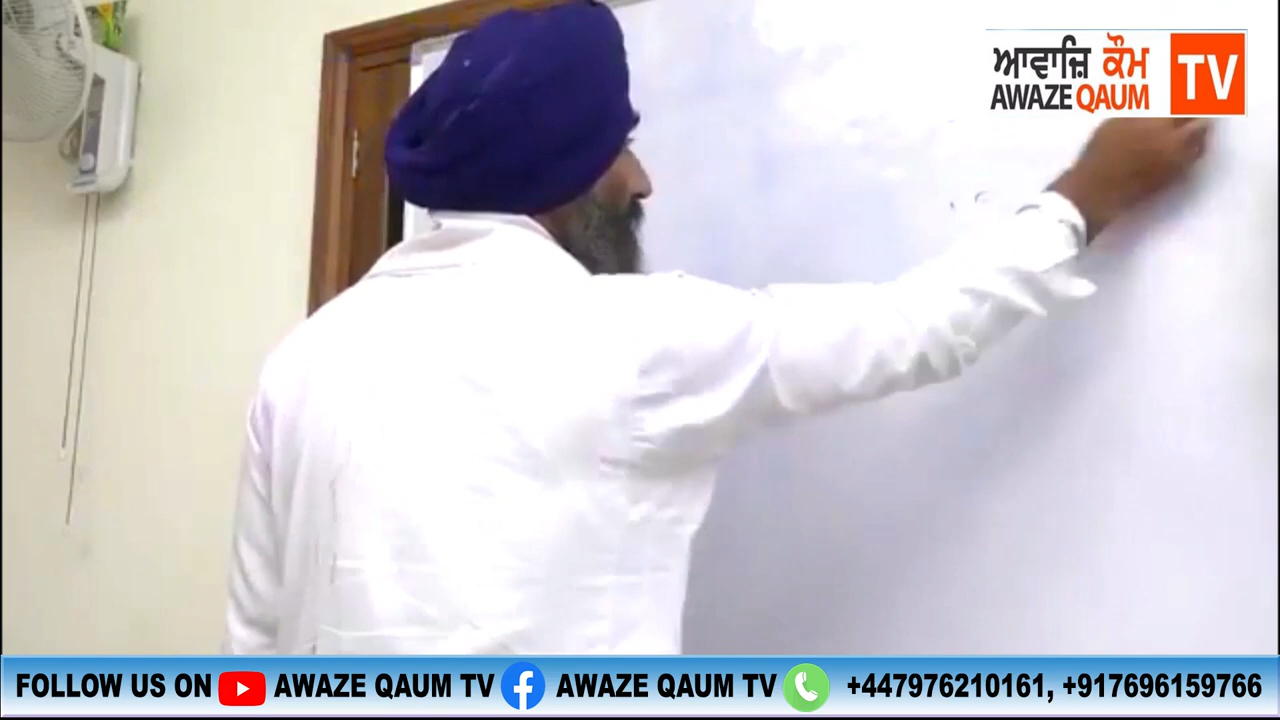 ਆਵਾਜ਼ਿ ਕੌਮ
AWAZE QAUM TV
FOLLOW US ON AWAZE QAUM TV AWAZE QAUM TV +447976210161, +917696159766